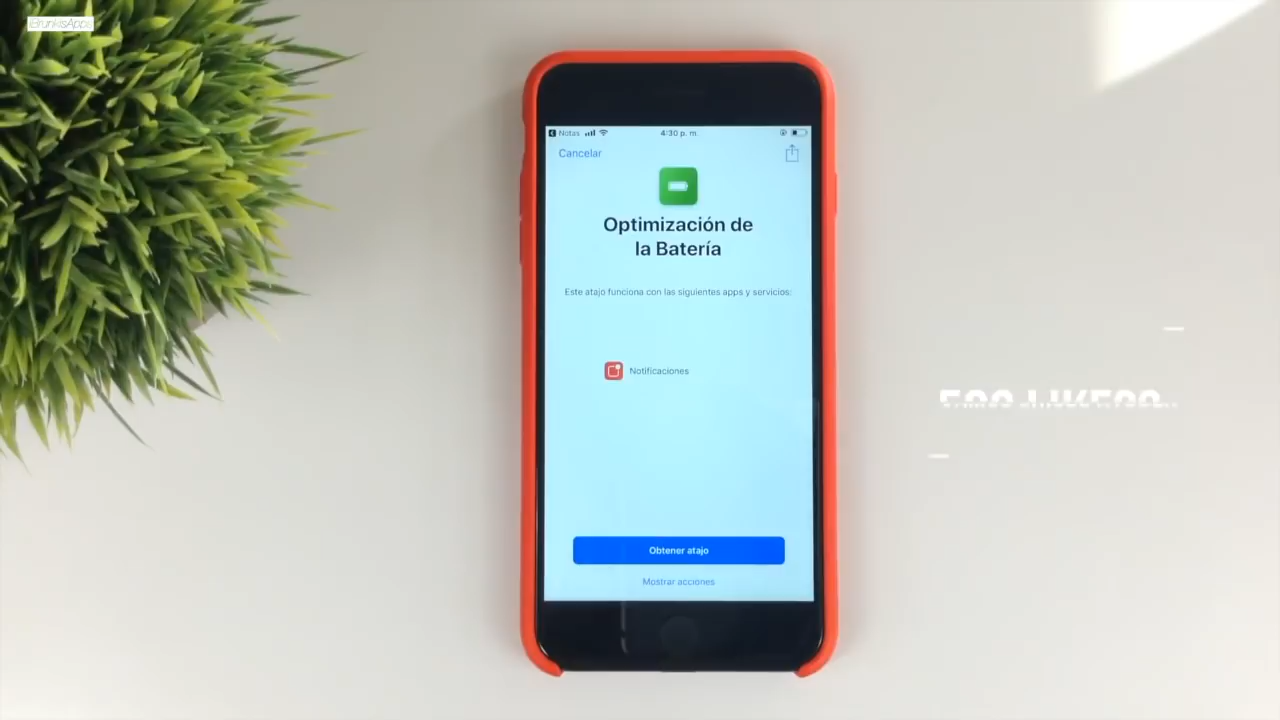 iBrunkisApps
Notas
4:30 p. m.
Cancelar
Optimización de
la Batería
Este atajo funciona con las siguientes apps y servicios:
Notificaciones
Obtener atajo
Mostrar acciones